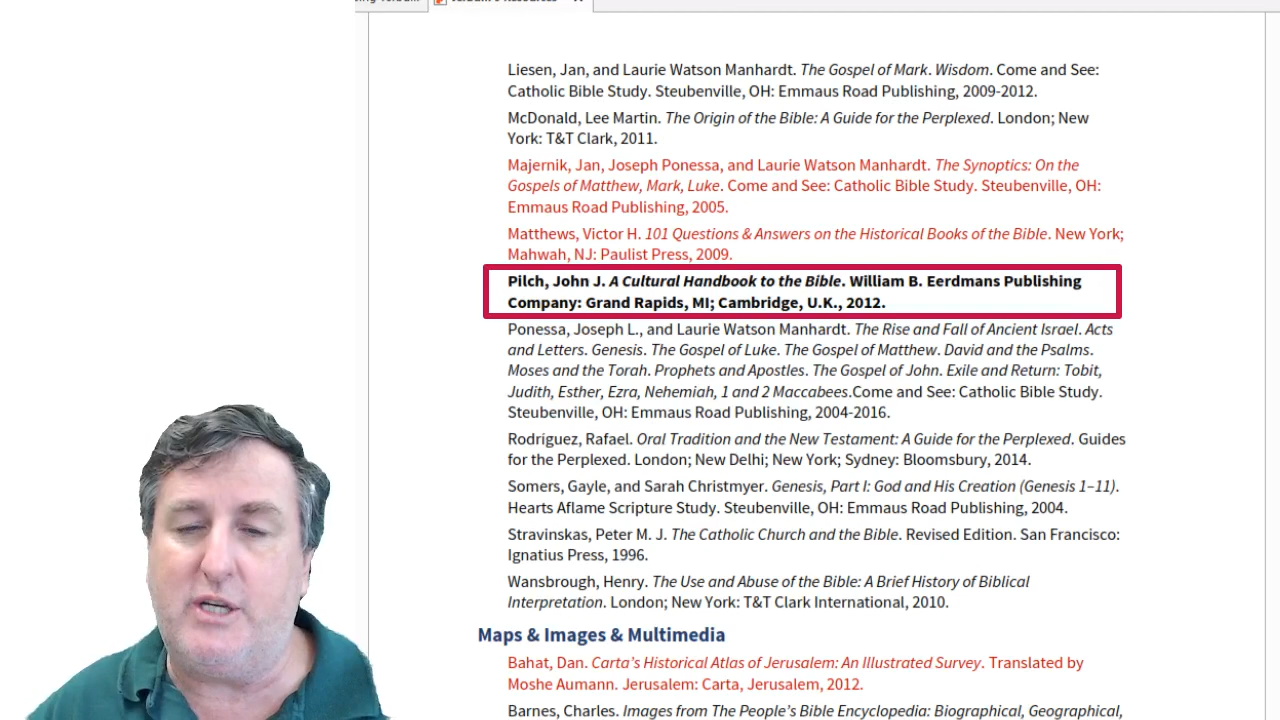 Liesen, Jan, and Laurie Watson Manhardt. The Gospel of Mark. Wisdom. Come and See:
Catholic Bible Study. Steubenville, OH: Emmaus Road Publishing, 2009-2012.
McDonald, Lee Martin. The Origin of the Bible: A Guide for the Perplexed. London; New
York: T&T Clark, 2011.
Majernik, Jan, Joseph Ponessa, and Laurie Watson Manhardt. The Synoptics: On the
Gospels of Matthew, Mark, Luke. Come and See: Catholic Bible Study. Steubenville, OH:
Emmaus Road Publishing, 2005.
Matthews, Victor H. 101 Questions & Answers on the Historical Books of the Bible. New York;
Mahwah, NJ: Paulist Press, 2009.
Pilch, John J. A Cultural Handbook to the Bible. William B. Eerdmans Publishing
Company: Grand Rapids, MI; Cambridge, U.K., 2012.
Ponessa, Joseph L., and Laurie Watson Manhardt. The Rise and Fall of Ancient Israel. Acts
and Letters. Genesis. The Gospel of Luke. The Gospel of Matthew. David and the Psalms.
Moses and the Torah. Prophets and Apostles. The Gospel of John. Exile and Return: Tobit,
Judith, Esther, Ezra, Nehemiah, 1 and 2 Maccabees.Come and See: Catholic Bible Study.
Steubenville, OH: Emmaus Road Publishing, 2004-2016.
Rodríguez, Rafael. Oral Tradition and the New Testament: A Guide for the Perplexed. Guides
for the Perplexed. London; New Delhi; New York; Sydney: Bloomsbury, 2014.
Somers, Gayle, and Sarah Christmyer. Genesis, Part I: God and His Creation (Genesis 1–11).
Hearts Aflame Scripture Study. Steubenville, OH: Emmaus Road Publishing, 2004.
Stravinskas, Peter M. J. The Catholic Church and the Bible. Revised Edition. San Francisco:
Ignatius Press, 1996.
Wansbrough, Henry. The Use and Abuse of the Bible: A Brief History of Biblical
Interpretation. London; New York: T&T Clark International, 2010.
Maps & Images & Multimedia
Bahat, Dan. Carta's Historical Atlas of Jerusalem: An Illustrated Survey. Translated by
Moshe Aumann. Jerusalem: Carta, Jerusalem, 2012.
Barnes, Charles. Images from The People's Bible Encyclopedia: Biographical, Geographical,